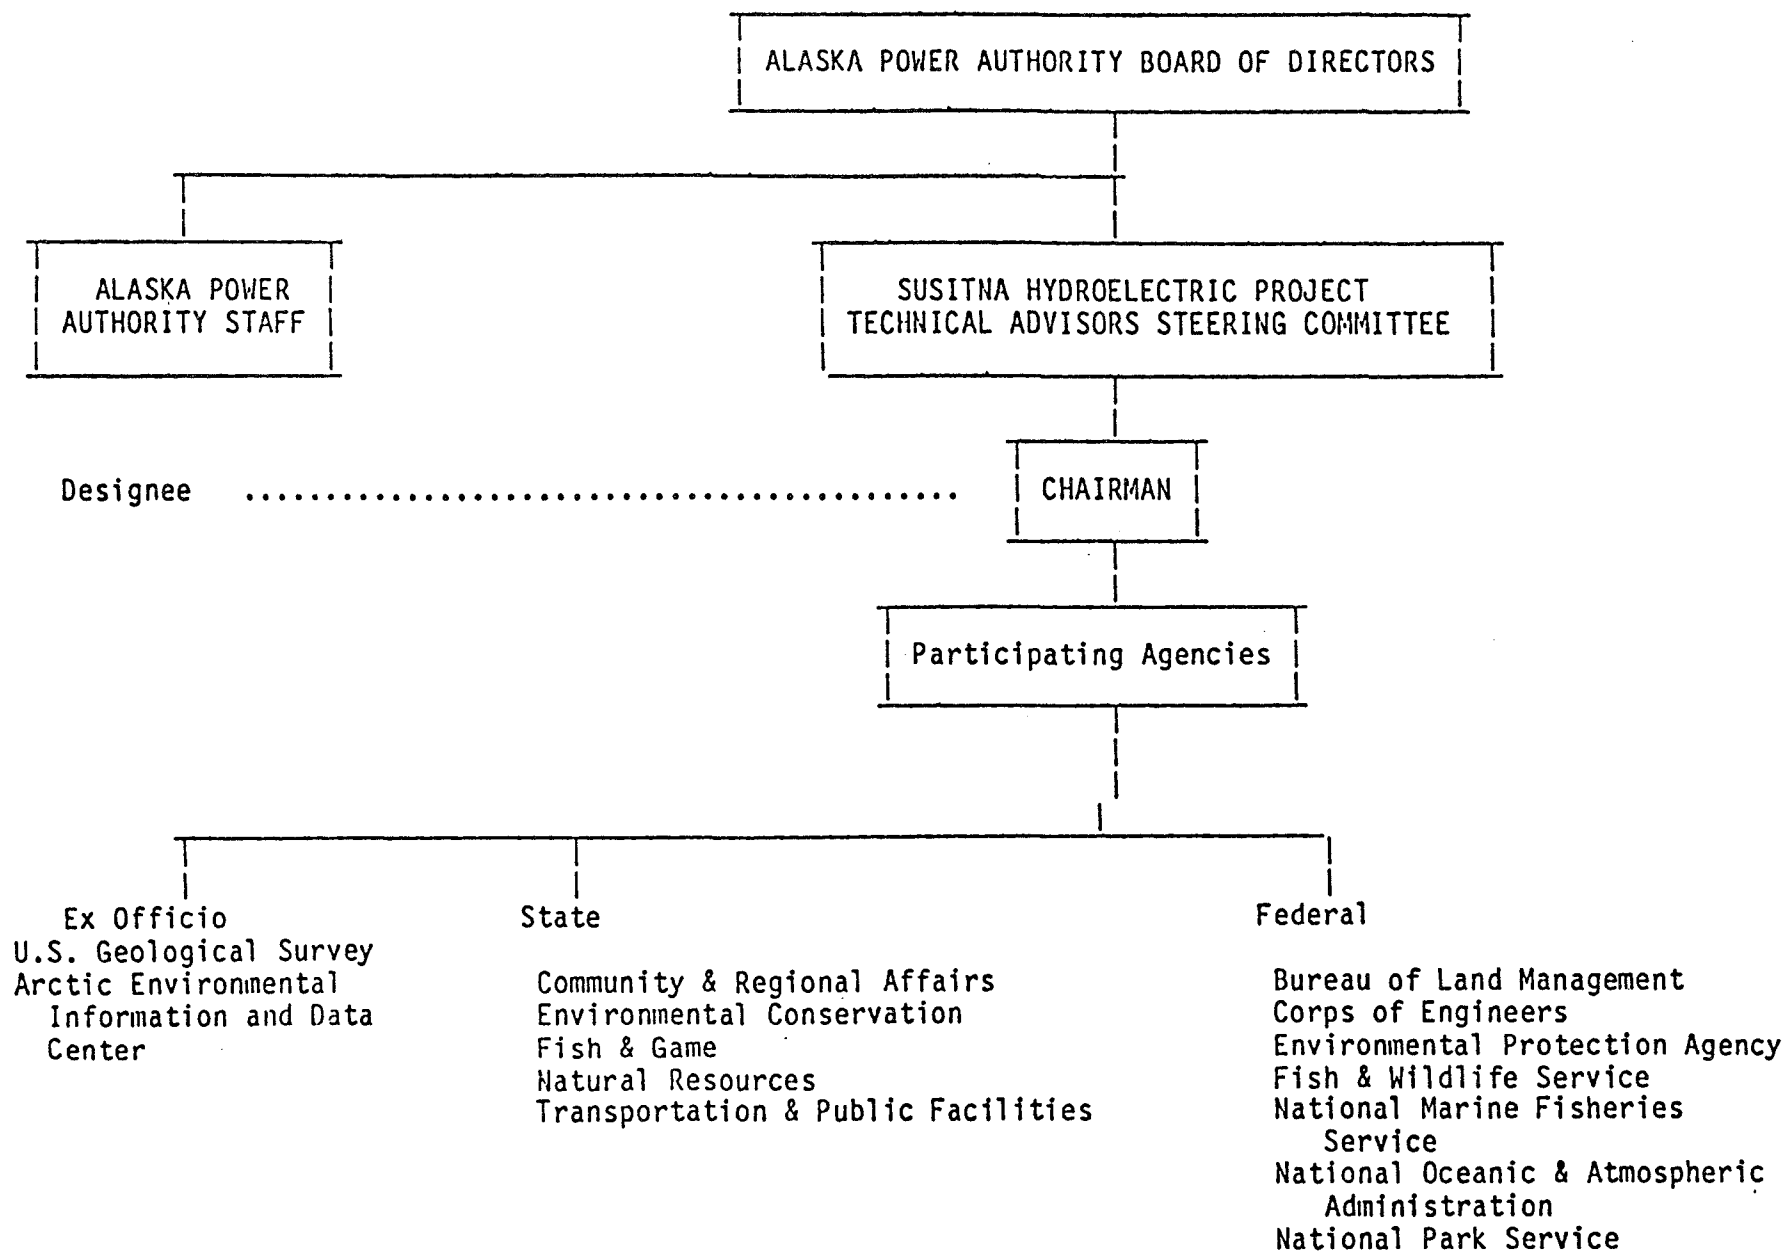 ALASKA POWER AUTHORITY BOARD OF DIRECTORS
ALASKA POWER
AUTHORITY STAFF
SUSITNA HYDROELECTRIC PROJECT
TECHNICAL ADVISORS STEERING COMMITTEE
Designee ............................................ CHAIRMAN
Participating Agencies
Ex Officio
U.S. Geological Survey
Arctic Environmental
Information and Data
Center
State
Community & Regional Affairs
Environmental Conservation
Fish & Game
Natural Resources
Transportation & Public Facilities
Federal
Bureau of Land Management
Corps of Engineers
Environmental Protection Agency
Fish & Wildlife Service
National Marine Fisheries
Service
National Oceanic & Atmospheric
Administration
National Park Service